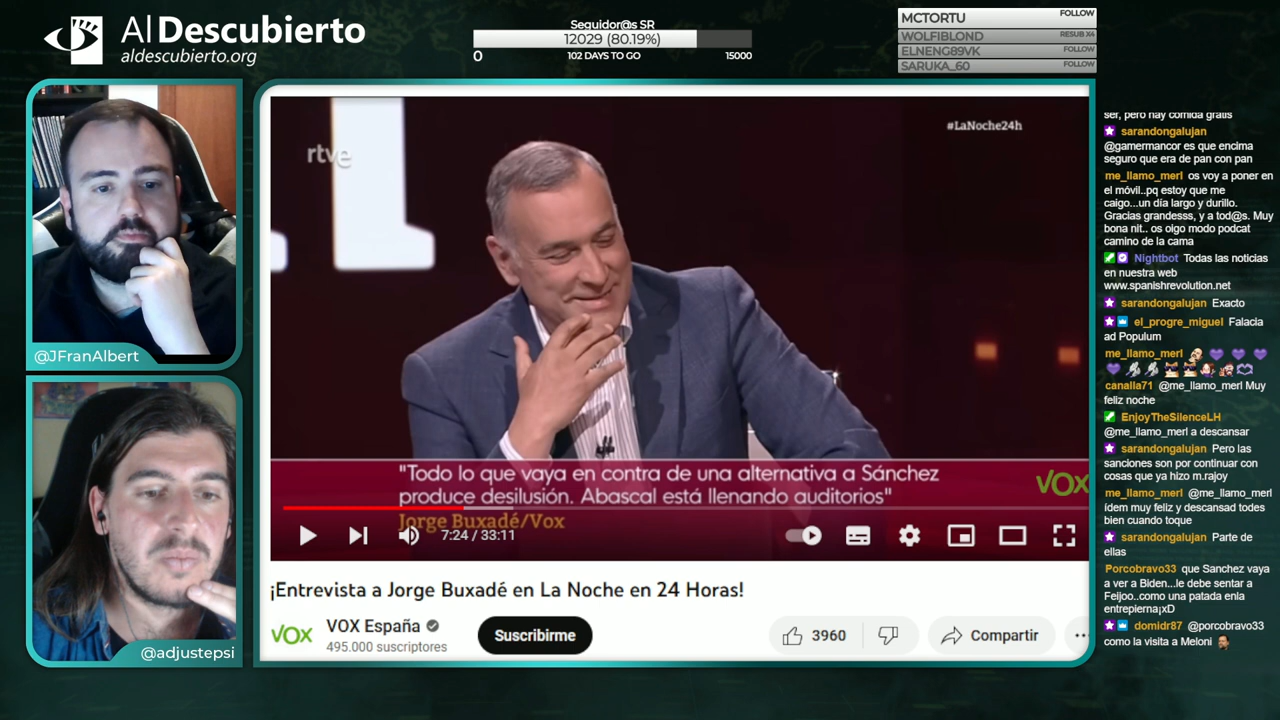 Al Descubierto
aldescubierto.org
Seguidor@s SR
12029 (80.19%)
0
102 DAYS TO GO
15000
MCTORTU FOLLOW
WOLFIBLOND RESUB X4
ELNENG89VK FOLLOW
SARUKA_60 FOLLOW
@JFranAlbert
@adjustepsi
rtve
#LaNoche24h
"Todo lo que vaya en contra de una alternativa a Sánchez
produce desilusión. Abascal está llenando auditorios"
VOX
Jorge Buxadé/Vox
7:24 / 33:11
¡Entrevista a Jorge Buxadé en La Noche en 24 Horas!
VOX
VOX España
495.000 suscriptores
Suscribirme
3960
Compartir
ser, pero hay comida gratis
sarandongalujan
@gamermancor es que encima
seguro que era de pan con pan
me_llamo_merl os voy a poner en
el móvil..pq estoy que me
caigo...un día largo y durillo.
Gracias grandesss, y a tod@s. Muy
bona nit.. os oigo modo podcat
camino de la cama
Nightbot Todas las noticias
en nuestra web
www.spanishrevolution.net
sarandongalujan Exacto
el_progre_miguel Falacia
ad Populum
me_llamo_merl
canalla71 @me_llamo_merl Muy
feliz noche
EnjoyTheSilenceLH
@me_llamo_merl a descansar
sarandongalujan Pero las
sanciones son por continuar con
cosas que ya hizo m.rajoy
me_llamo_merl @me_llamo_merl
ídem muy feliz y descansad todes
bien cuando toque
sarandongalujan Parte de
ellas
Porcobravo33 que Sanchez vaya
a ver a Biden...le debe sentar a
Feijoo..como una patada enla
entrepierna¡xD
domidr87 @porcobravo33
como la visita a Meloni